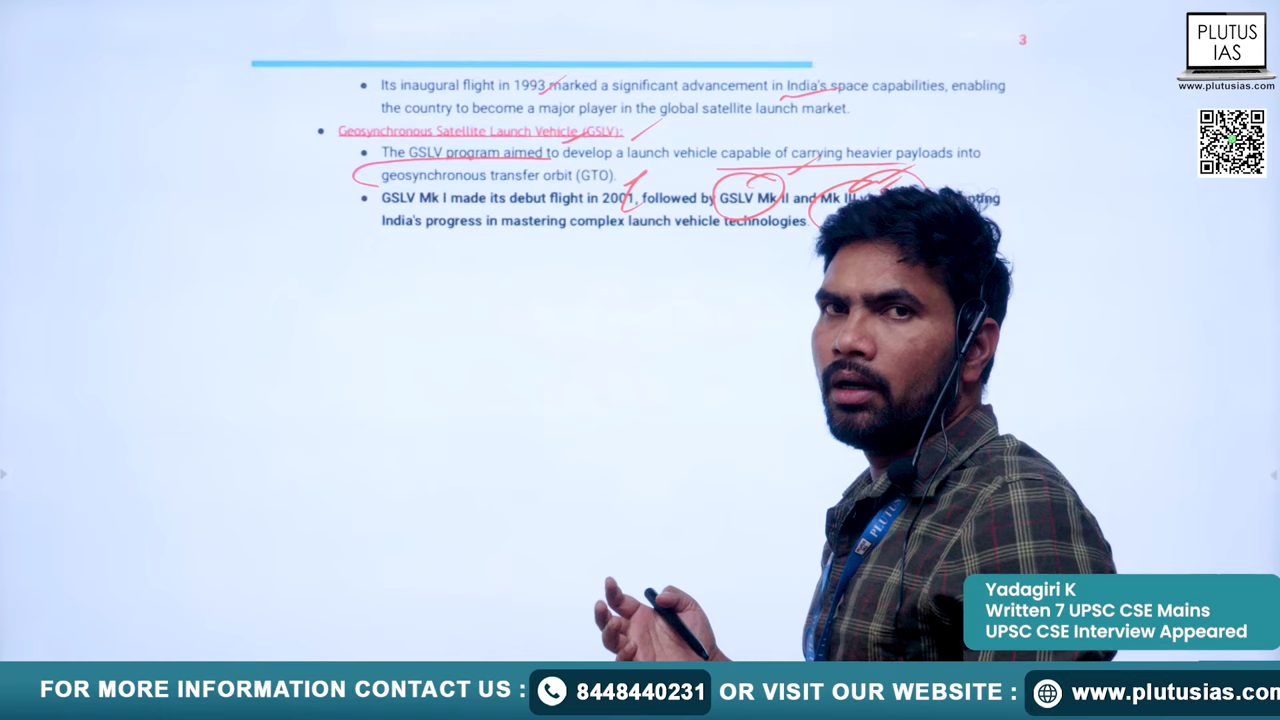 3
PLUTUS
IAS
www.plutusias.com
Its inaugural flight in 1993 marked a significant advancement in India's space capabilities, enabling
the country to become a major player in the global satellite launch market.
Geosynchronous Satellite Launch Vehicle (GSLV):
The GSLV program aimed to develop a launch vehicle capable of carrying heavier payloads into
geosynchronous transfer orbit (GTO).
GSLV Mk I made its debut flight in 2001, followed by GSLV Mk II and Mk III
India's progress in mastering complex launch vehicle technologies.
PLUTUS
Yadagiri K
Written 7 UPSC CSE Mains
UPSC CSE Interview Appeared
FOR MORE INFORMATION CONTACT US : 8448440231 OR VISIT OUR WEBSITE : www.plutusias.com